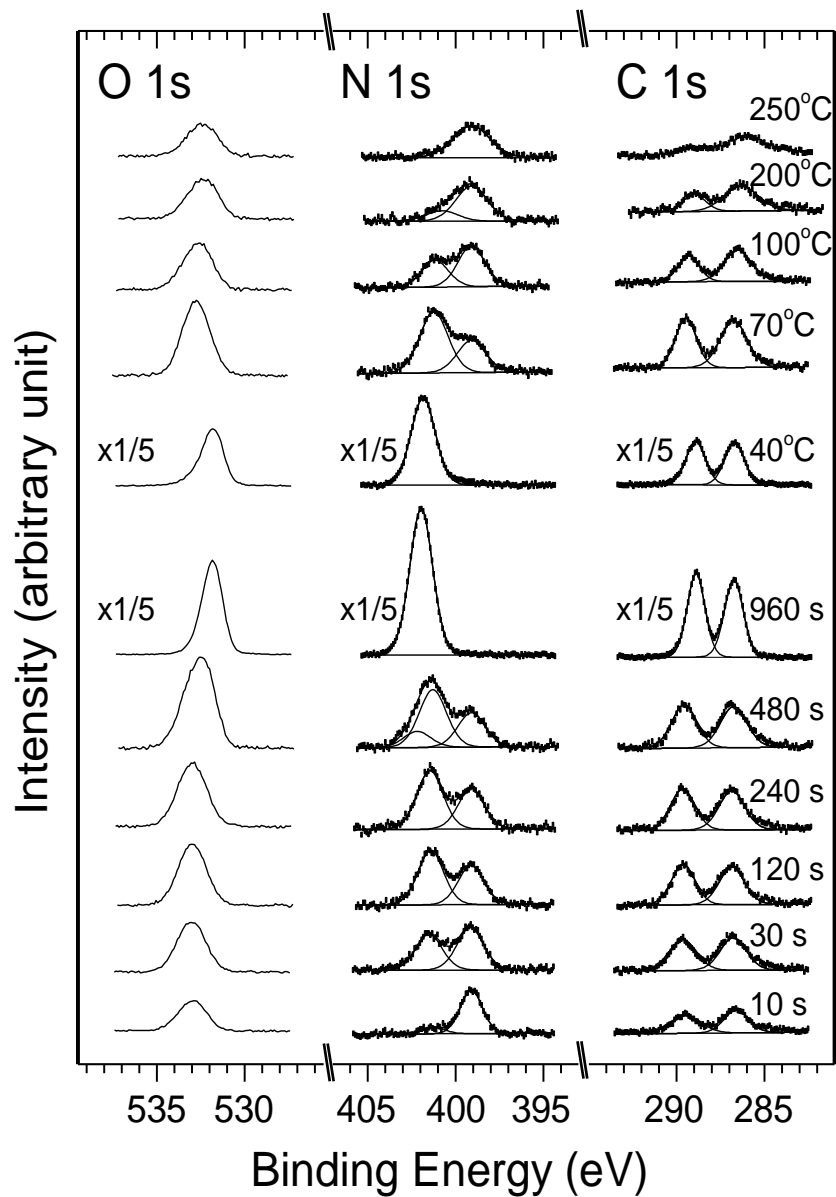 O 1s N 1s C 1s
250°C
200°C
100°C
70°C
x1/5 x1/5 x1/5 40°C
x1/5 x1/5 x1/5 960 s
480 s
240 s
120 s
30 s
10 s
Intensity (arbitrary unit)
535 530 405 400 395 290 285
Binding Energy (eV)